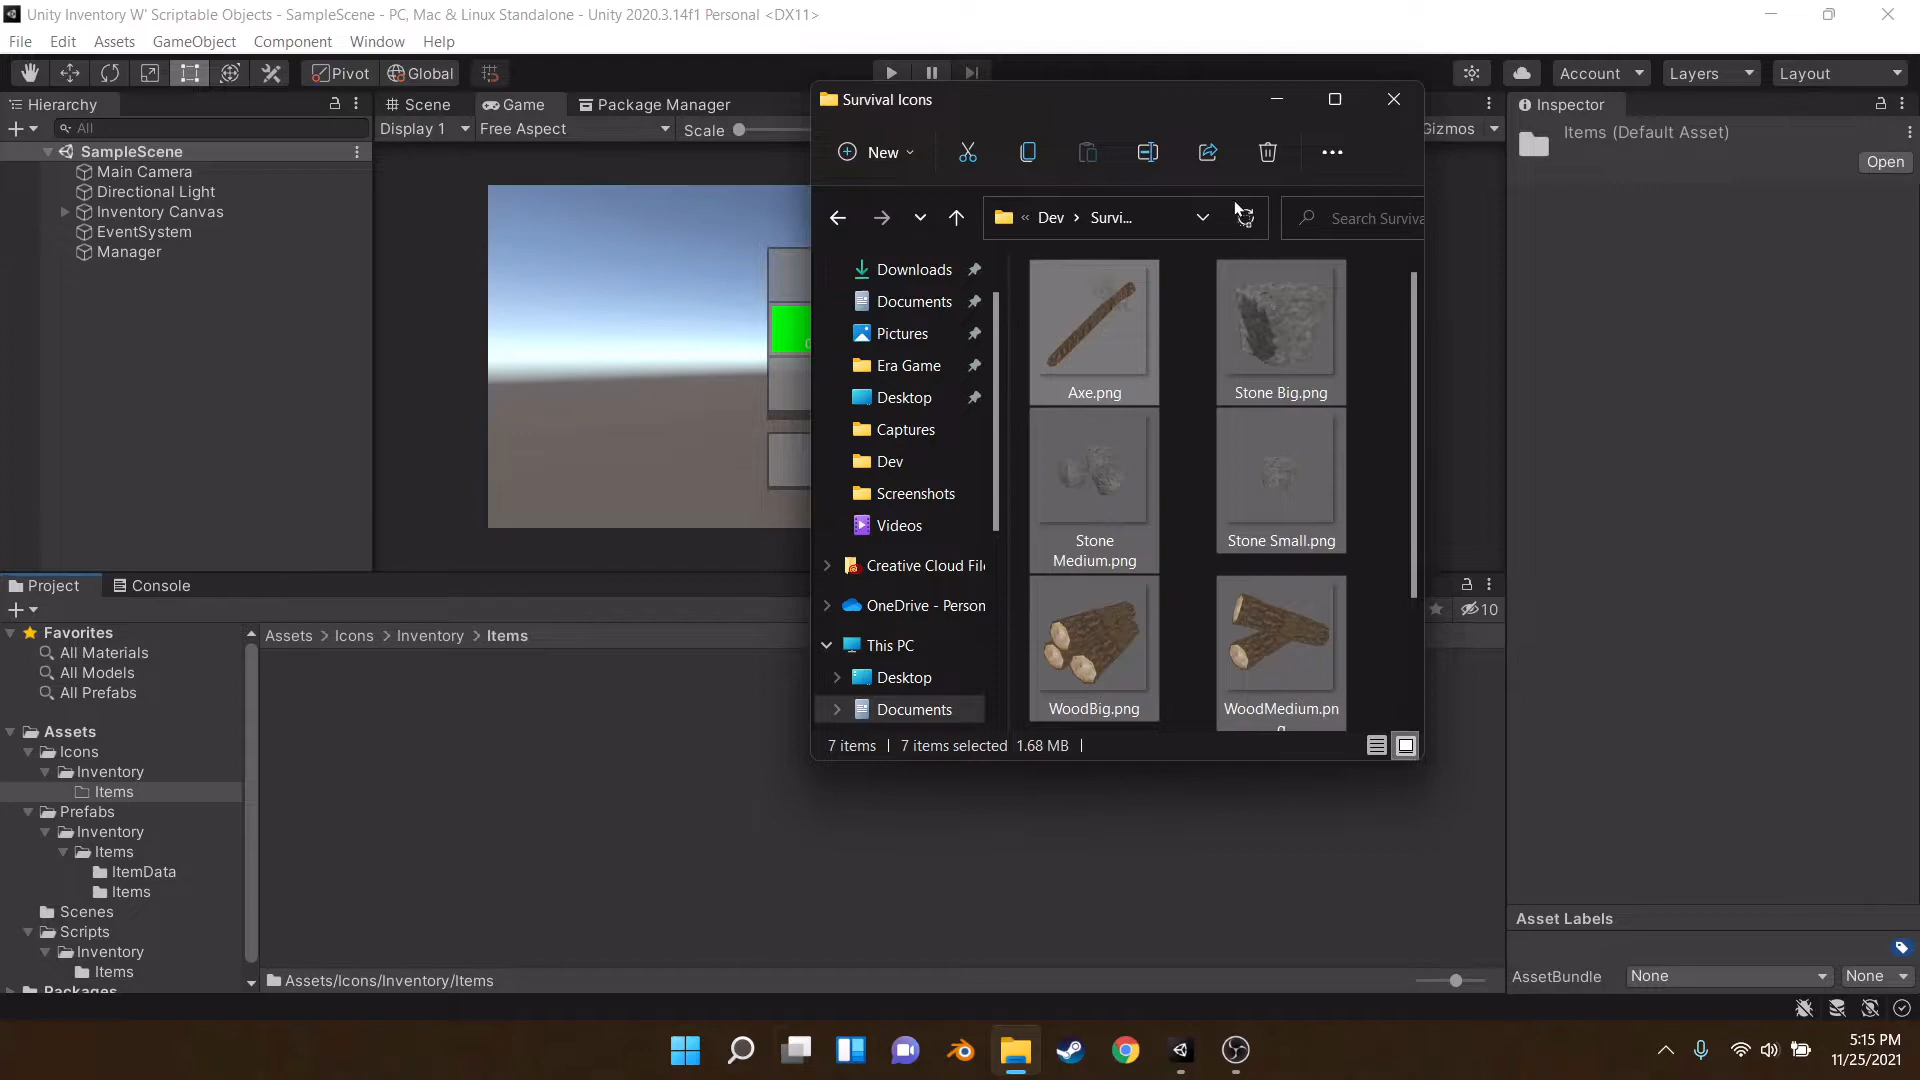 Unity Inventory W' Scriptable Objects - SampleScene - PC, Mac & Linux Standalone - Unity 2020.3.14f1 Personal <DX11>
File Edit Assets GameObject Component Window Help
Pivot Global Account Layers Layout
Hierarchy
All
SampleScene
Main Camera
Directional Light
Inventory Canvas
EventSystem
Manager
Scene Game Package Manager
Display 1 Free Aspect Scale
Gizmos
Survival Icons
New
« Dev > Survi...
Search Surviva
Downloads
Documents
Pictures
Era Game
Desktop
Captures
Dev
Screenshots
Videos
Creative Cloud File
OneDrive - Person
This PC
Desktop
Documents
Axe.png
Stone Big.png
Stone Medium.png
Stone Small.png
WoodBig.png
WoodMedium.png
7 items 7 items selected 1.68 MB
Inspector
Items (Default Asset)
Open
Asset Labels
AssetBundle None None
Project Console
10
Favorites
All Materials
All Models
All Prefabs
Assets
Icons
Inventory
Items
Prefabs
Inventory
Items
ItemData
Items
Scenes
Scripts
Inventory
Items
Packages
Assets > Icons > Inventory > Items
Assets/Icons/Inventory/Items
5:15 PM
11/25/2021